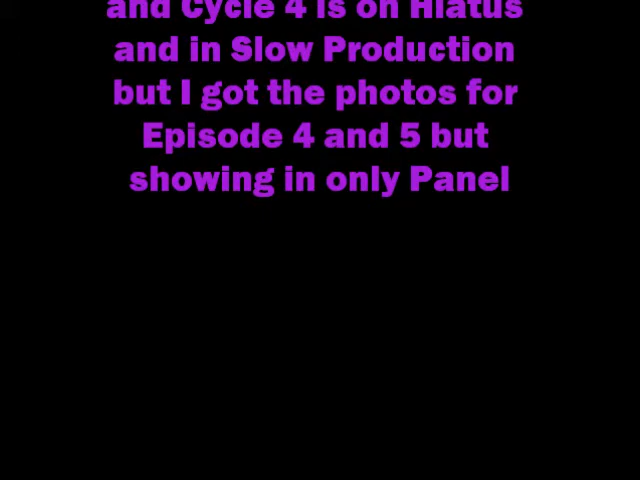 and Cycle 4 is on Hiatus
and in Slow Production
but I got the photos for
Episode 4 and 5 but
showing in only Panel